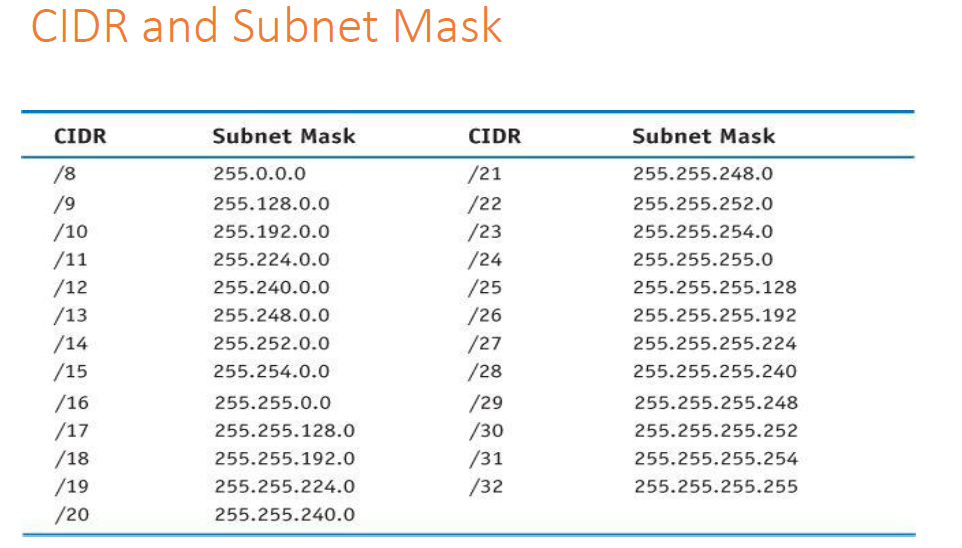 CIDR and Subnet Mask
CIDR Subnet Mask CIDR Subnet Mask
/8 255.0.0.0 /21 255.255.248.0
/9 255.128.0.0 /22 255.255.252.0
/10 255.192.0.0 /23 255.255.254.0
/11 255.224.0.0 /24 255.255.255.0
/12 255.240.0.0 /25 255.255.255.128
/13 255.248.0.0 /26 255.255.255.192
/14 255.252.0.0 /27 255.255.255.224
/15 255.254.0.0 /28 255.255.255.240
/16 255.255.0.0 /29 255.255.255.248
/17 255.255.128.0 /30 255.255.255.252
/18 255.255.192.0 /31 255.255.255.254
/19 255.255.224.0 /32 255.255.255.255
/20 255.255.240.0